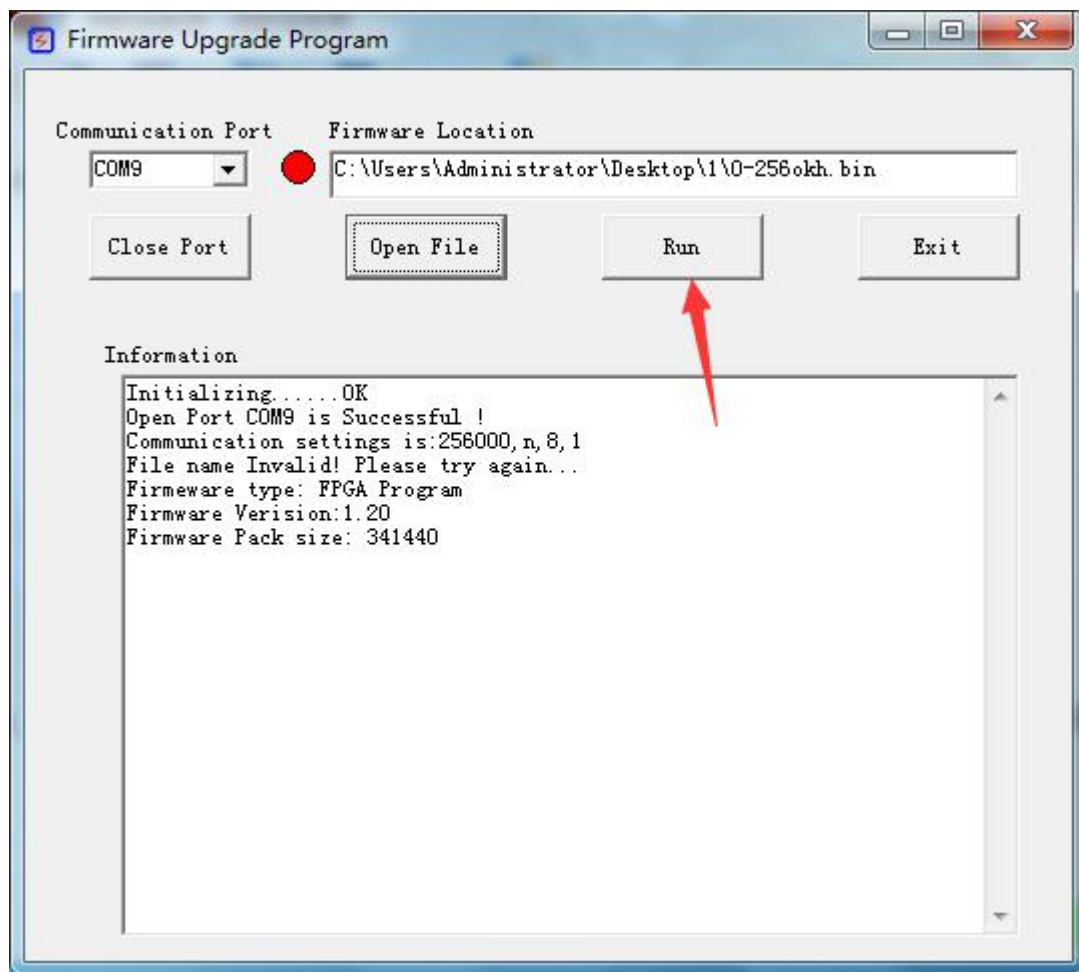 Firmware Upgrade Program
Communication Port Firmware Location
COM9 C:\Users\Administrator\Desktop\1\0-256okh.bin
Close Port Open File Run Exit
Information
Initializing......OK
Open Port COM9 is Successful !
Communication settings is:256000,n,8,1
File name Invalid! Please try again...
Firmeware type: FPGA Program
Firmware Verision:1.20
Firmware Pack size: 341440